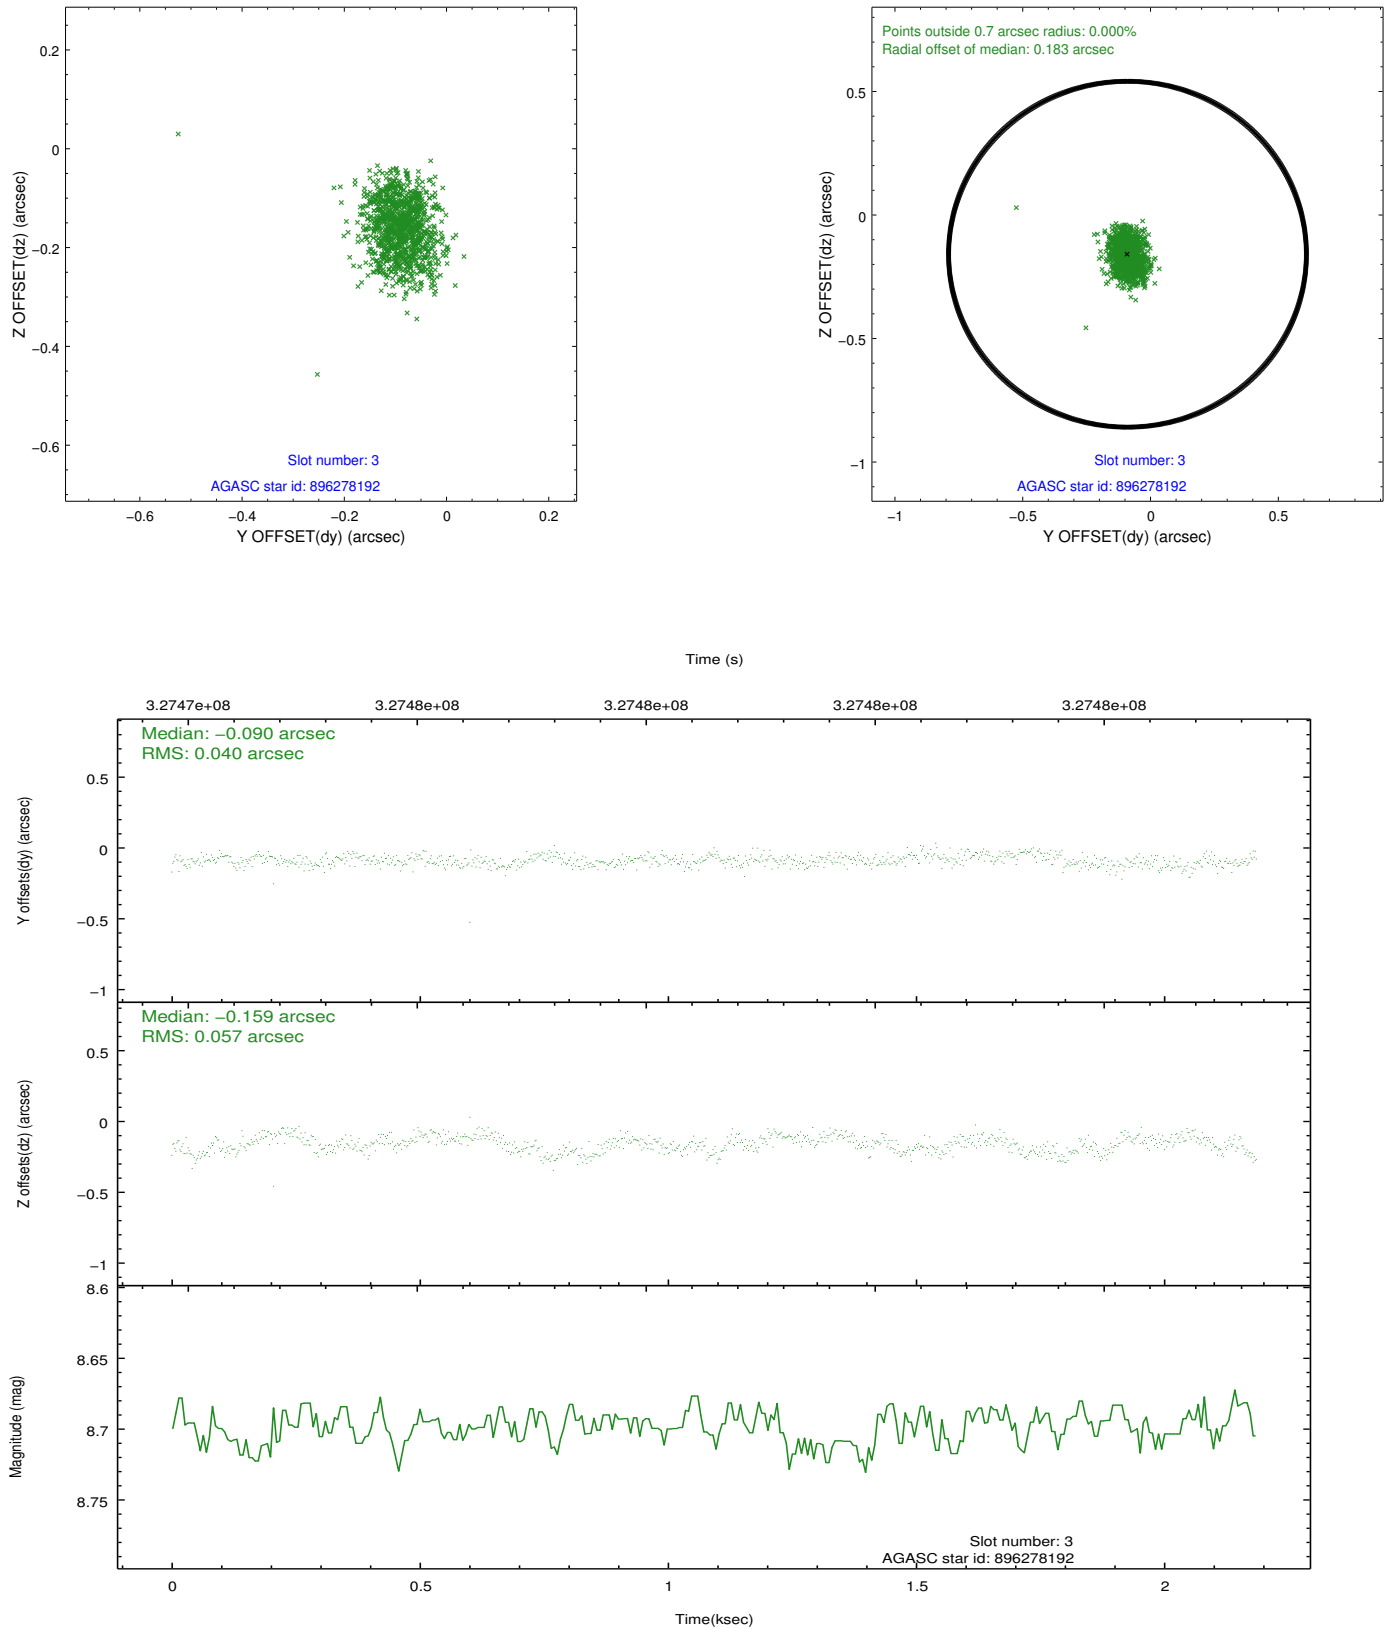 0.2
0
−0.2
−0.4
−0.6
Z OFFSET(dz) (arcsec)
Slot number: 3
AGASC star id: 896278192
−0.6
−0.4
−0.2
0
0.2
Y OFFSET(dy) (arcsec)
Points outside 0.7 arcsec radius: 0.000%
Radial offset of median: 0.183 arcsec
0.5
0
−0.5
−1
Z OFFSET(dz) (arcsec)
Slot number: 3
AGASC star id: 896278192
−1
−0.5
0
0.5
Y OFFSET(dy) (arcsec)
Time (s)
3.2747e+08
3.2748e+08
3.2748e+08
3.2748e+08
3.2748e+08
Median: −0.090 arcsec
RMS: 0.040 arcsec
0.5
0
−0.5
−1
Y offsets(dy) (arcsec)
Median: −0.159 arcsec
RMS: 0.057 arcsec
0.5
0
−0.5
−1
Z offsets(dz) (arcsec)
8.6
8.65
8.7
8.75
Magnitude (mag)
Slot number: 3
AGASC star id: 896278192
0
0.5
1
1.5
2
Time(ksec)